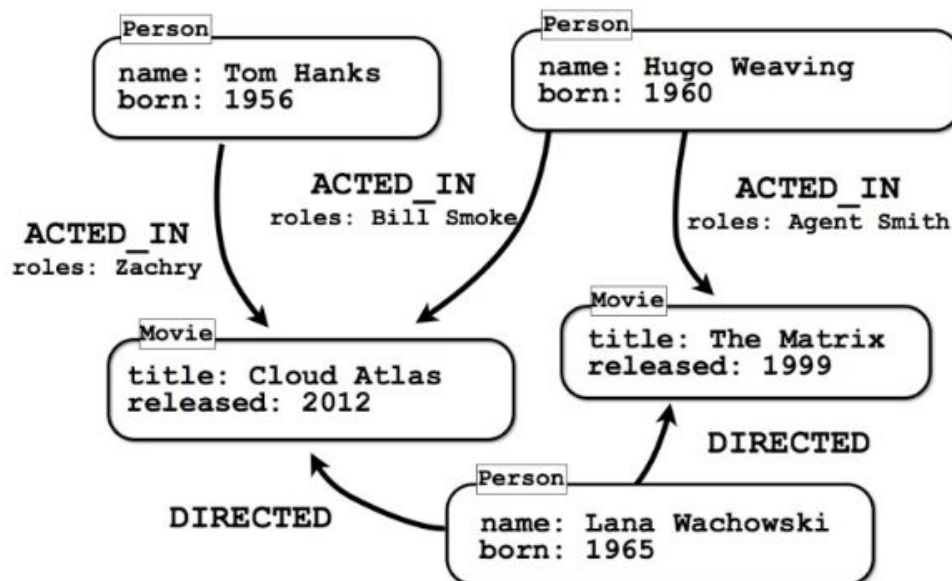 Person
name: Tom Hanks
born: 1956
Person
name: Hugo Weaving
born: 1960
ACTED_IN
roles: Zachry
ACTED_IN
roles: Bill Smoke
ACTED_IN
roles: Agent Smith
Movie
title: Cloud Atlas
released: 2012
Movie
title: The Matrix
released: 1999
DIRECTED
DIRECTED
Person
name: Lana Wachowski
born: 1965